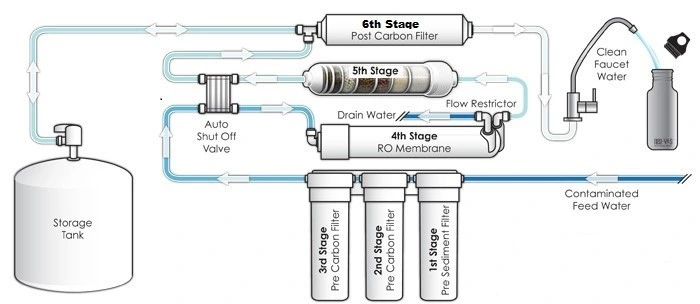 6th Stage
Post Carbon Filter
5th Stage
Clean
Faucet
Water
Flow Restrictor
Drain Water
Auto
Shut Off
Valve
4th Stage
RO Membrane
Contaminated
Feed Water
Storage
Tank
3rd Stage
Pre Carbon Filter
2nd Stage
Pre Carbon Filter
1st Stage
Pre Sediment Filter